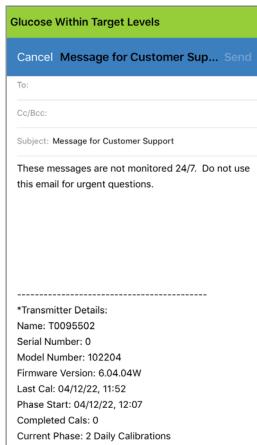 Glucose Within Target Levels
Cancel Message for Customer Sup... Send
To:
Cc/Bcc:
Subject: Message for Customer Support
These messages are not monitored 24/7. Do not use
this email for urgent questions.
-------------------------------------------
*Transmitter Details:
Name: T0095502
Serial Number: 0
Model Number: 102204
Firmware Version: 6.04.04W
Last Cal: 04/12/22, 11:52
Phase Start: 04/12/22, 12:07
Completed Cals: 0
Current Phase: 2 Daily Calibrations